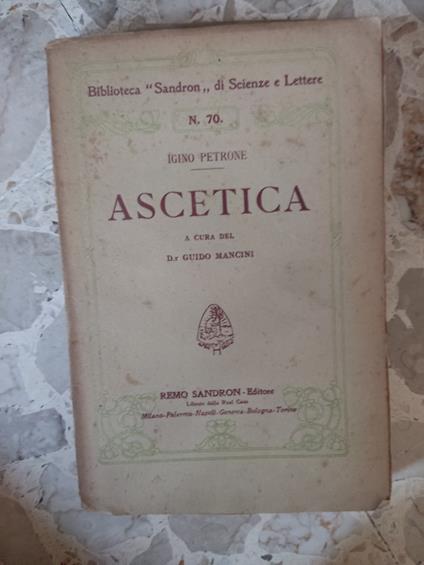 Biblioteca "Sandron„ di Scienze e Lettere
N. 70.
IGINO PETRONE
ASCETICA
A CURA DEL
D.r GUIDO MANCINI
REMO SANDRON - Editore
Libraio della Real Casa
Milano-Palermo-Napoli-Genova-Bologna-Torino